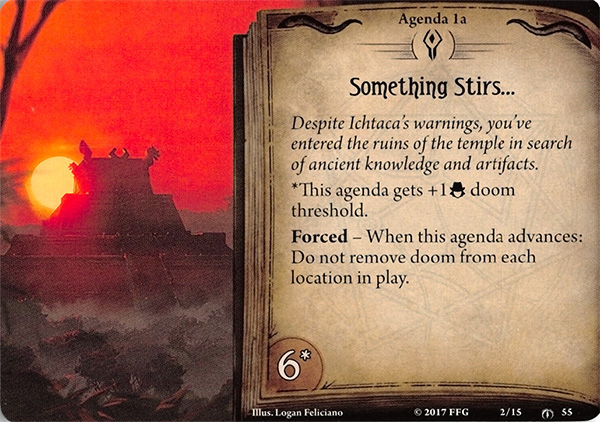 Agenda 1a
Something Stirs...
Despite Ichtaca's warnings, you've
entered the ruins of the temple in search
of ancient knowledge and artifacts.
*This agenda gets +1 doom
threshold.
Forced – When this agenda advances:
Do not remove doom from each
location in play.
6*
Illus. Logan Feliciano © 2017 FFG 2/15 55